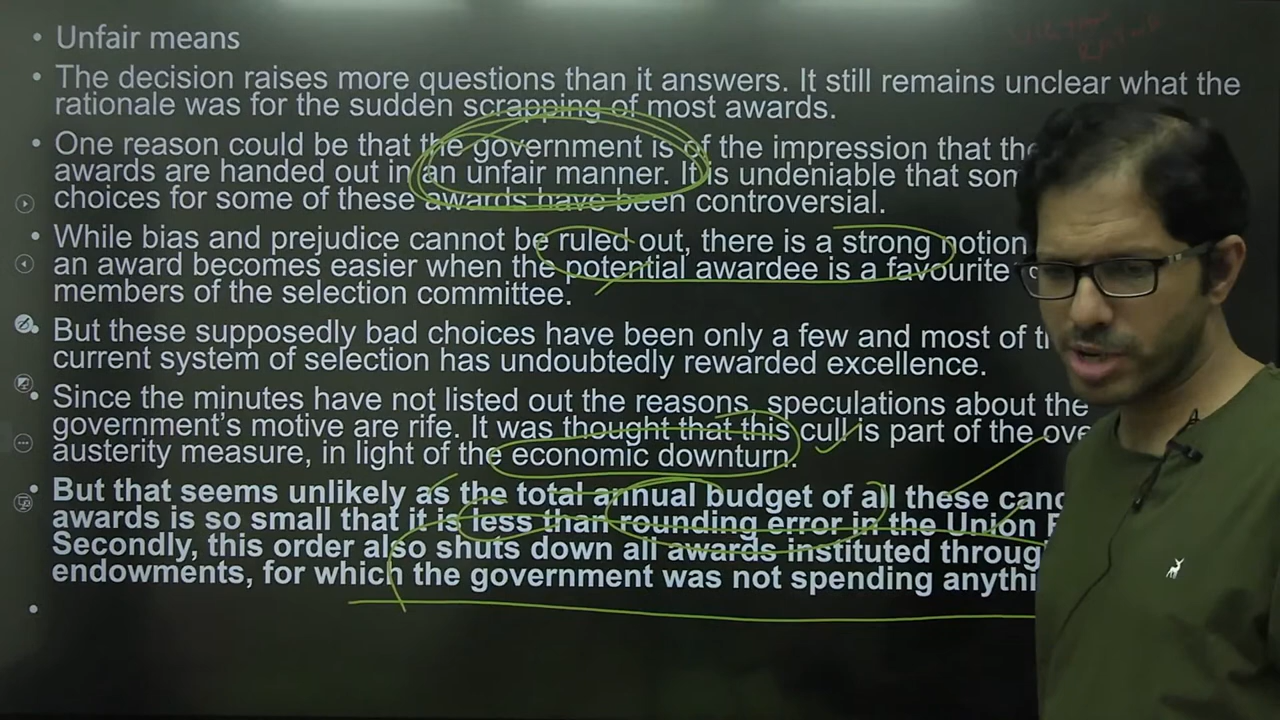 • Unfair means
• The decision raises more questions than it answers. It still remains unclear what the
rationale was for the sudden scrapping of most awards.
• One reason could be that the government is of the impression that the
awards are handed out in an unfair manner. It is undeniable that som
choices for some of these awards have been controversial.
• While bias and prejudice cannot be ruled out, there is a strong notion
an award becomes easier when the potential awardee is a favourite
members of the selection committee.
• But these supposedly bad choices have been only a few and most of
current system of selection has undoubtedly rewarded excellence.
• Since the minutes have not listed out the reasons, speculations about the
government's motive are rife. It was thought that this cull is part of the ove
austerity measure, in light of the economic downturn.
• But that seems unlikely as the total annual budget of all these canc
awards is so small that it is less than rounding error in the Union
Secondly, this order also shuts down all awards instituted throug
endowments, for which the government was not spending anythi
•